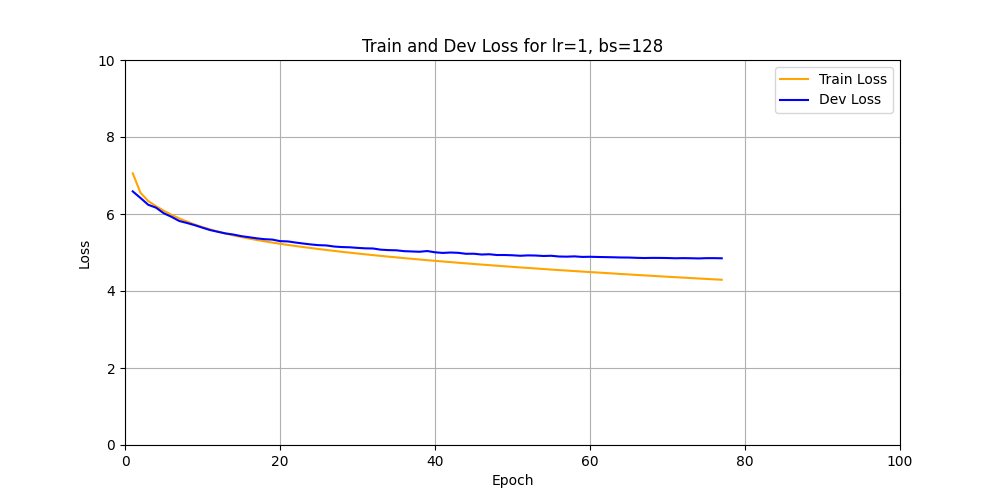 Train and Dev Loss for lr=1, bs=128
Train Loss
Dev Loss
Loss
10
8
6
4
2
0
0 20 40 60 80 100
Epoch